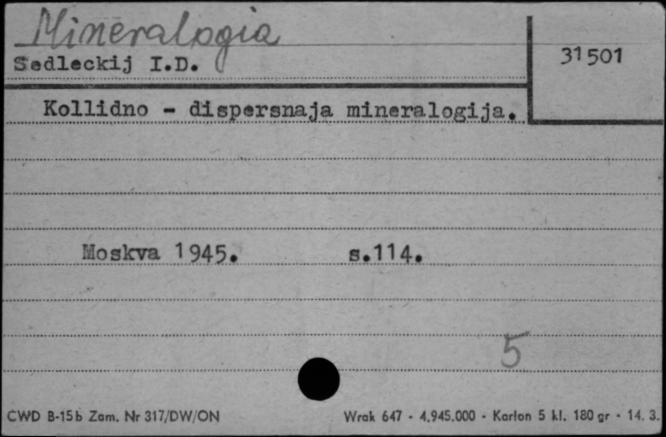 Mineralogia
Sedleckij I.D.
31501
Kollidno - dispersnaja mineralogija.
Moskva 1945. s.114.
5
CWD B-15b Zam. Nr 317/DW/ON Wrak 647 - 4.945.000 - Karton 5 kl. 180 gr - 14. 3.